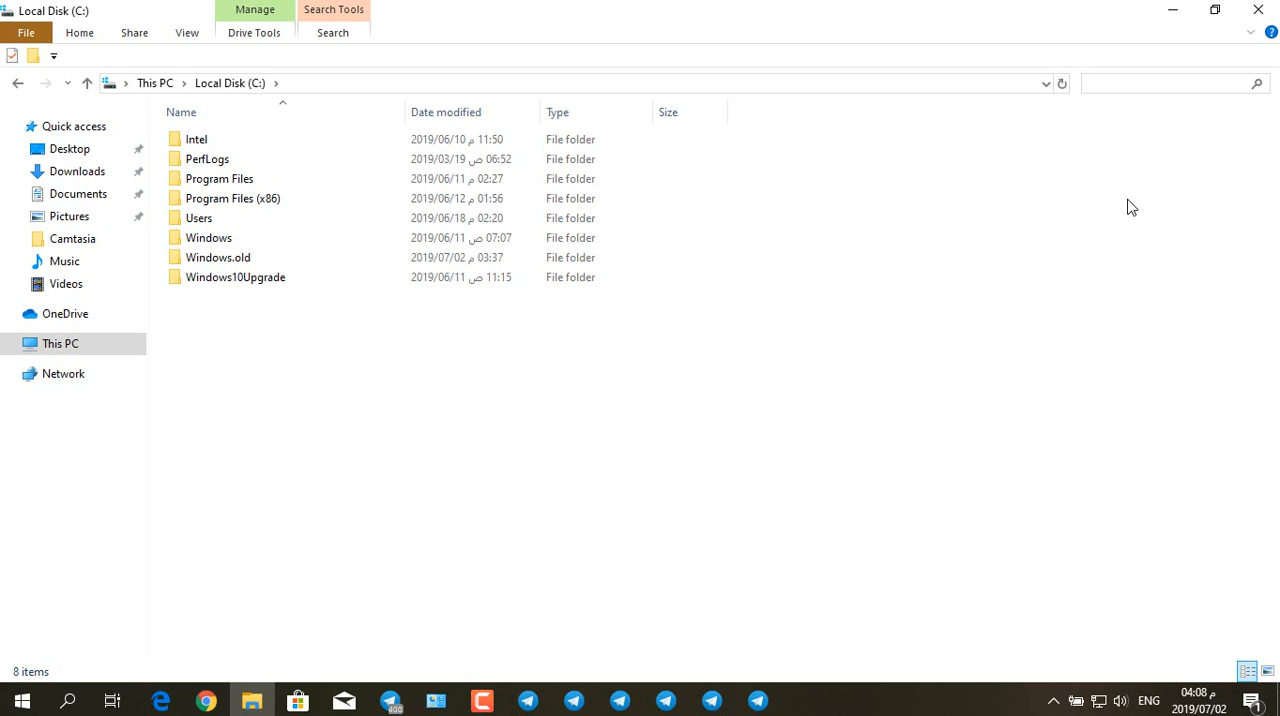 Local Disk (C:)
Manage
Search Tools
File
Home
Share
View
Drive Tools
Search
This PC
Local Disk (C:)
Name
Date modified
Type
Size
Quick access
Desktop
Downloads
Documents
Pictures
Camtasia
Music
Videos
OneDrive
This PC
Network
Intel 2019/06/10 م 11:50 File folder
PerfLogs 2019/03/19 ص 06:52 File folder
Program Files 2019/06/11 م 02:27 File folder
Program Files (x86) 2019/06/12 م 01:56 File folder
Users 2019/06/18 م 02:20 File folder
Windows 2019/06/11 ص 07:07 File folder
Windows.old 2019/07/02 م 03:37 File folder
Windows10Upgrade 2019/06/11 ص 11:15 File folder
8 items
400
ENG
04:08 م
2019/07/02
1